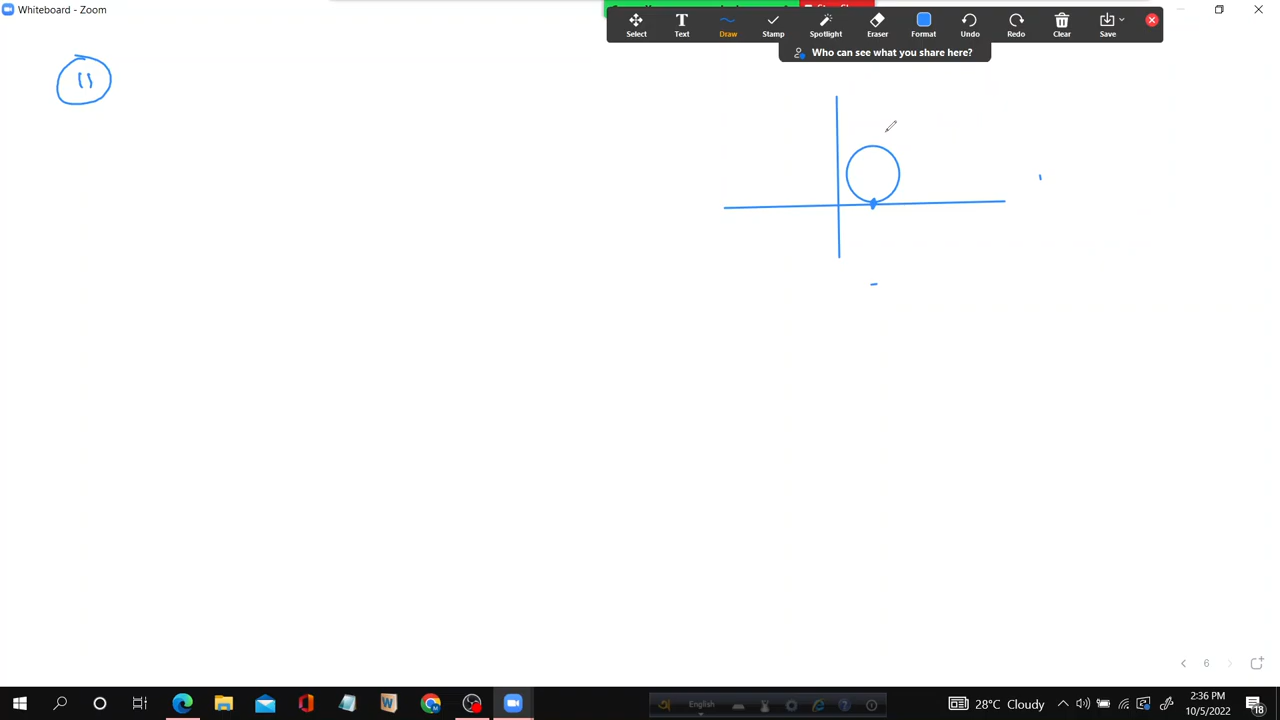 Whiteboard - Zoom
Select
Text
Draw
Stamp
Spotlight
Eraser
Format
Undo
Redo
Clear
Save
Who can see what you share here?
11
6
English
28°C Cloudy
2:36 PM
10/5/2022
18